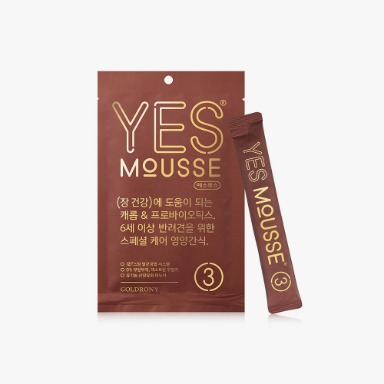 YES®
MOUSSE
예스무스
(장 건강)에 도움이 되는
캐롭 & 프로바이오틱스.
6세 이상 반려견을 위한
스페셜 케어 영양간식.
3
GOLDRONY
YES MOUSSE®
3